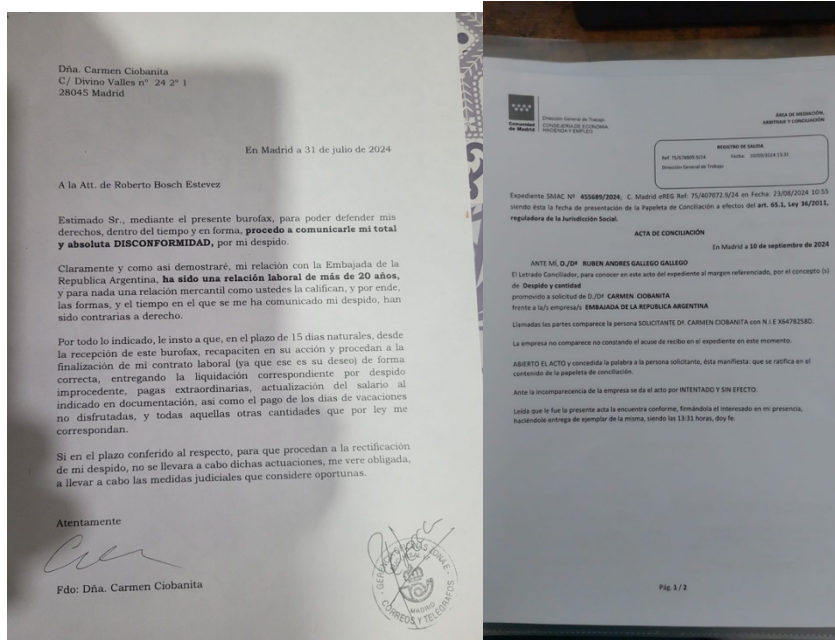 Dña. Carmen Ciobanita
C/ Divino Valles nº 24 2º 1
28045 Madrid
En Madrid a 31 de julio de 2024
A la Att. de Roberto Bosch Estevez
Estimado Sr., mediante el presente burofax, para poder defender mis
derechos, dentro del tiempo y en forma, procedo a comunicarle mi total
y absoluta DISCONFORMIDAD, por mi despido.
Claramente y como asi demostraré, mi relación con la Embajada de la
Republica Argentina, ha sido una relación laboral de más de 20 años,
y para nada una relación mercantil como ustedes la califican, y por ende,
las formas, y el tiempo en el que se me ha comunicado mi despido, han
sido contrarias a derecho.
Por todo lo indicado, le insto a que, en el plazo de 15 dias naturales, desde
la recepción de este burofax, recapaciten en su acción y procedan a la
finalización de mi contrato laboral (ya que ese es su deseo) de forma
correcta, entregando la liquidación correspondiente por despido
improcedente, pagas extraordinarias, actualización del salario al
indicado en documentación, asi como el pago de los dias de vacaciones
no disfrutadas, y todas aquellas otras cantidades que por ley me
correspondan.
Si en el plazo conferido al respecto, para que procedan a la rectificación
de mi despido, no se llevara a cabo dichas actuaciones, me vere obligada,
a llevar a cabo las medidas judiciales que considere oportunas.
Atentamente
Fdo: Dña. Carmen Ciobanita
CORREOS Y TELÉGRAFOS
MADRID
Comunidad
de Madrid
Dirección General de Trabajo
CONSEJERÍA DE ECONOMÍA,
HACIENDA Y EMPLEO
ÁREA DE MEDIACIÓN,
ARBITRAJE Y CONCILIACIÓN
REGISTRO DE SALIDA
Fecha: 10/09/2024 13:31
Dirección General de Trabajo
Expediente SMAC Nº 455689/2024; C. Madrid eREG Ref: 75/407072.9/24 en Fecha: 23/08/2024 10:55
siendo ésta la fecha de presentación de la Papeleta de Conciliación a efectos del art. 65.1, Ley 36/2011,
reguladora de la Jurisdicción Social.
ACTA DE CONCILIACIÓN
En Madrid a 10 de septiembre de 2024
ANTE MÍ, D./Dª RUBEN ANDRES GALLEGO GALLEGO
El Letrado Conciliador, para conocer en este acto del expediente al margen referenciado, por el concepto (s)
de Despido y cantidad
promovido a solicitud de D./Dª CARMEN CIOBANITA
frente a la/s empresa/s EMBAJADA DE LA REPUBLICA ARGENTINA
Llamadas las partes comparece la persona SOLICITANTE Dª. CARMEN CIOBANITA con N.I.E X6478258D.
La empresa no comparece no constando el acuse de recibo en el expediente en este momento.
ABIERTO EL ACTO y concedida la palabra a la persona solicitante, ésta manifiesta: que se ratifica en el
contenido de la papeleta de conciliación.
Ante la incomparecencia de la empresa se da el acto por INTENTADO Y SIN EFECTO.
Leída que le fue la presente acta la encuentra conforme, firmándola el interesado en mi presencia,
haciéndole entrega de ejemplar de la misma, siendo las 13:31 horas, doy fe.
Pág. 1 / 2